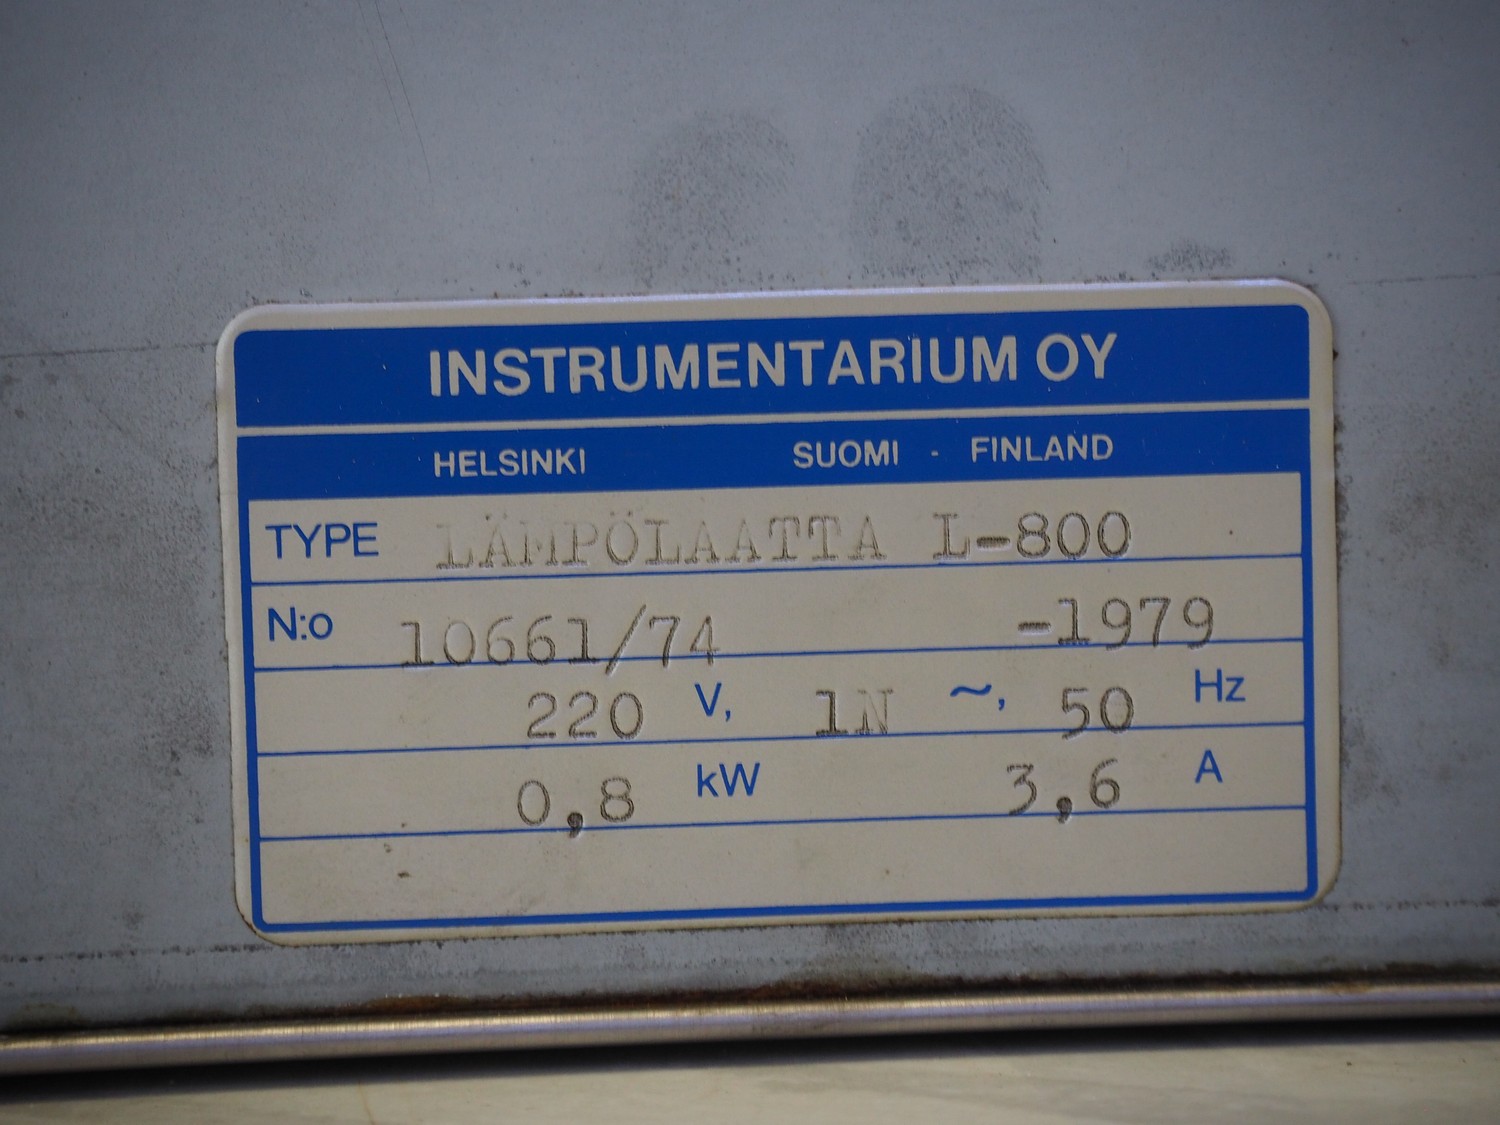 INSTRUMENTARIUM OY
HELSINKI SUOMI - FINLAND
TYPE LÄMPÖLAATTA L-800
N:o 10661/74 -1979
220 V, 1N ~, 50 Hz
0,8 kW 3,6 A